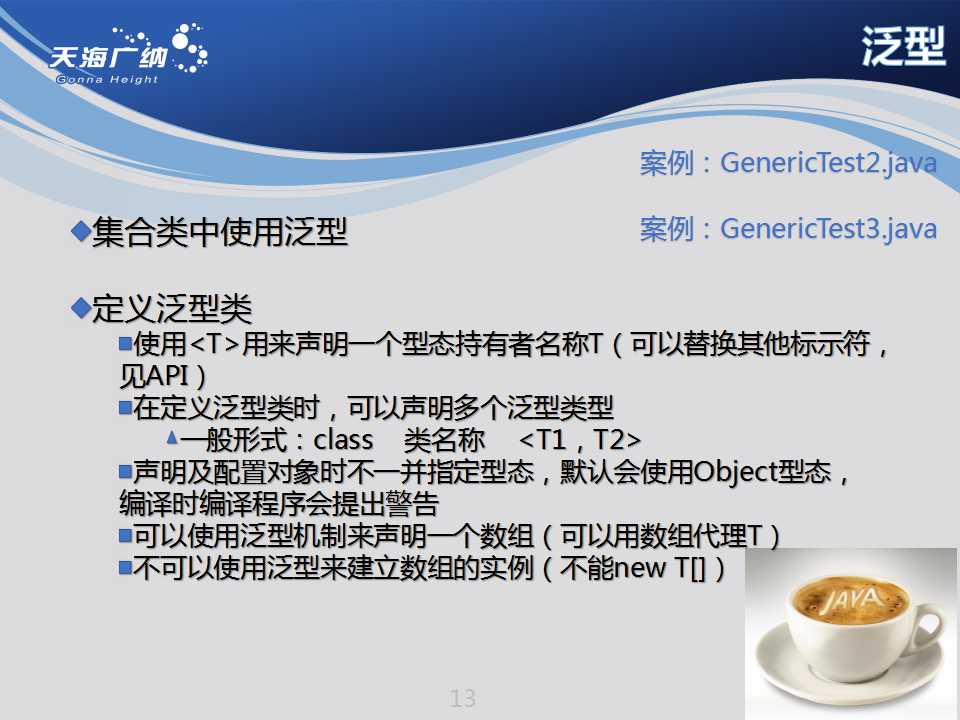 天海广纳
Gonna Height
泛型
案例：GenericTest2.java
案例：GenericTest3.java
集合类中使用泛型
定义泛型类
使用<T>用来声明一个型态持有者名称T（可以替换其他标示符，
见API）
在定义泛型类时，可以声明多个泛型类型
一般形式：class 类名称 <T1，T2>
声明及配置对象时不一并指定型态，默认会使用Object型态，
编译时编译程序会提出警告
可以使用泛型机制来声明一个数组（可以用数组代理T）
不可以使用泛型来建立数组的实例（不能new T[]）
JAVA
13